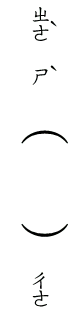 ㄓㄜˋ ㄕˋ （　） ㄔㄜ